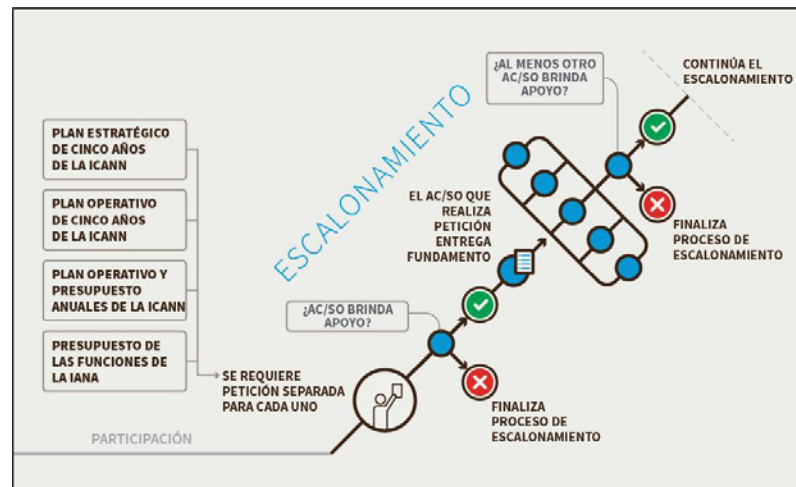 PLAN ESTRATÉGICO
DE CINCO AÑOS
DE LA ICANN
PLAN OPERATIVO
DE CINCO AÑOS
DE LA ICANN
PLAN OPERATIVO Y
PRESUPUESTO
ANUALES DE LA ICANN
PRESUPUESTO DE
LAS FUNCIONES DE
LA IANA
SE REQUIERE
PETICIÓN SEPARADA
PARA CADA UNO
PARTICIPACIÓN
ESCALONAMIENTO
¿AC/SO BRINDA
APOYO?
FINALIZA
PROCESO DE
ESCALONAMIENTO
EL AC/SO QUE
REALIZA
PETICIÓN
ENTREGA
FUNDAMENTO
¿AL MENOS OTRO
AC/SO BRINDA
APOYO?
CONTINÚA EL
ESCALONAMIENTO
FINALIZA
PROCESO DE
ESCALONAMIENTO